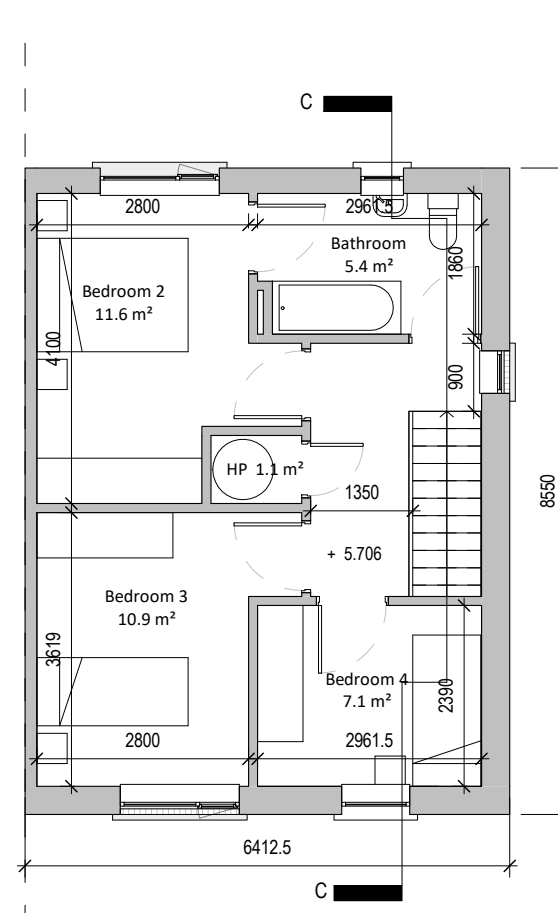 C
2800
2961.5
Bathroom
5.4 m²
1860
Bedroom 2
11.6 m²
4100
900
HP 1.1 m²
1350
8550
+ 5.706
Bedroom 3
10.9 m²
3619
Bedroom 4
7.1 m²
2390
2800
2961.5
6412.5
C